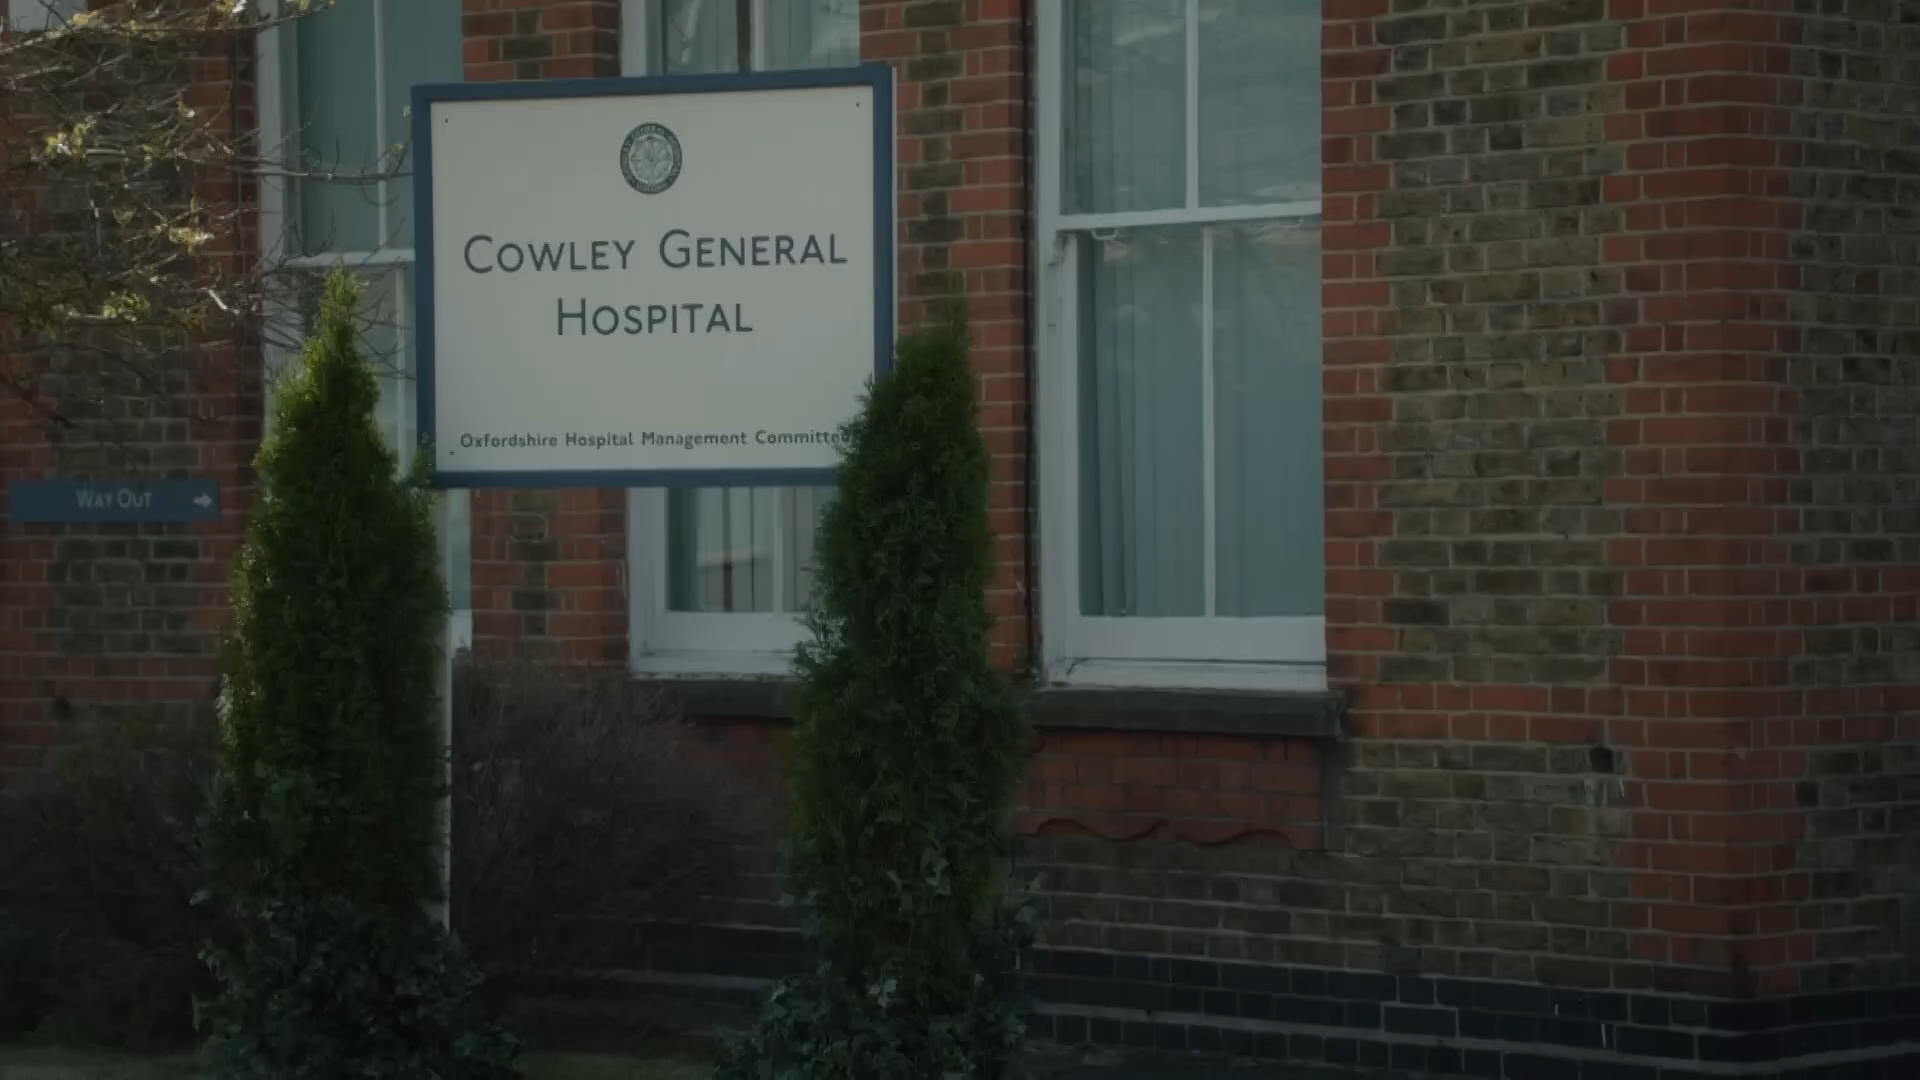 COWLEY GENERAL
HOSPITAL
Oxfordshire Hospital Management Committee
WAY OUT